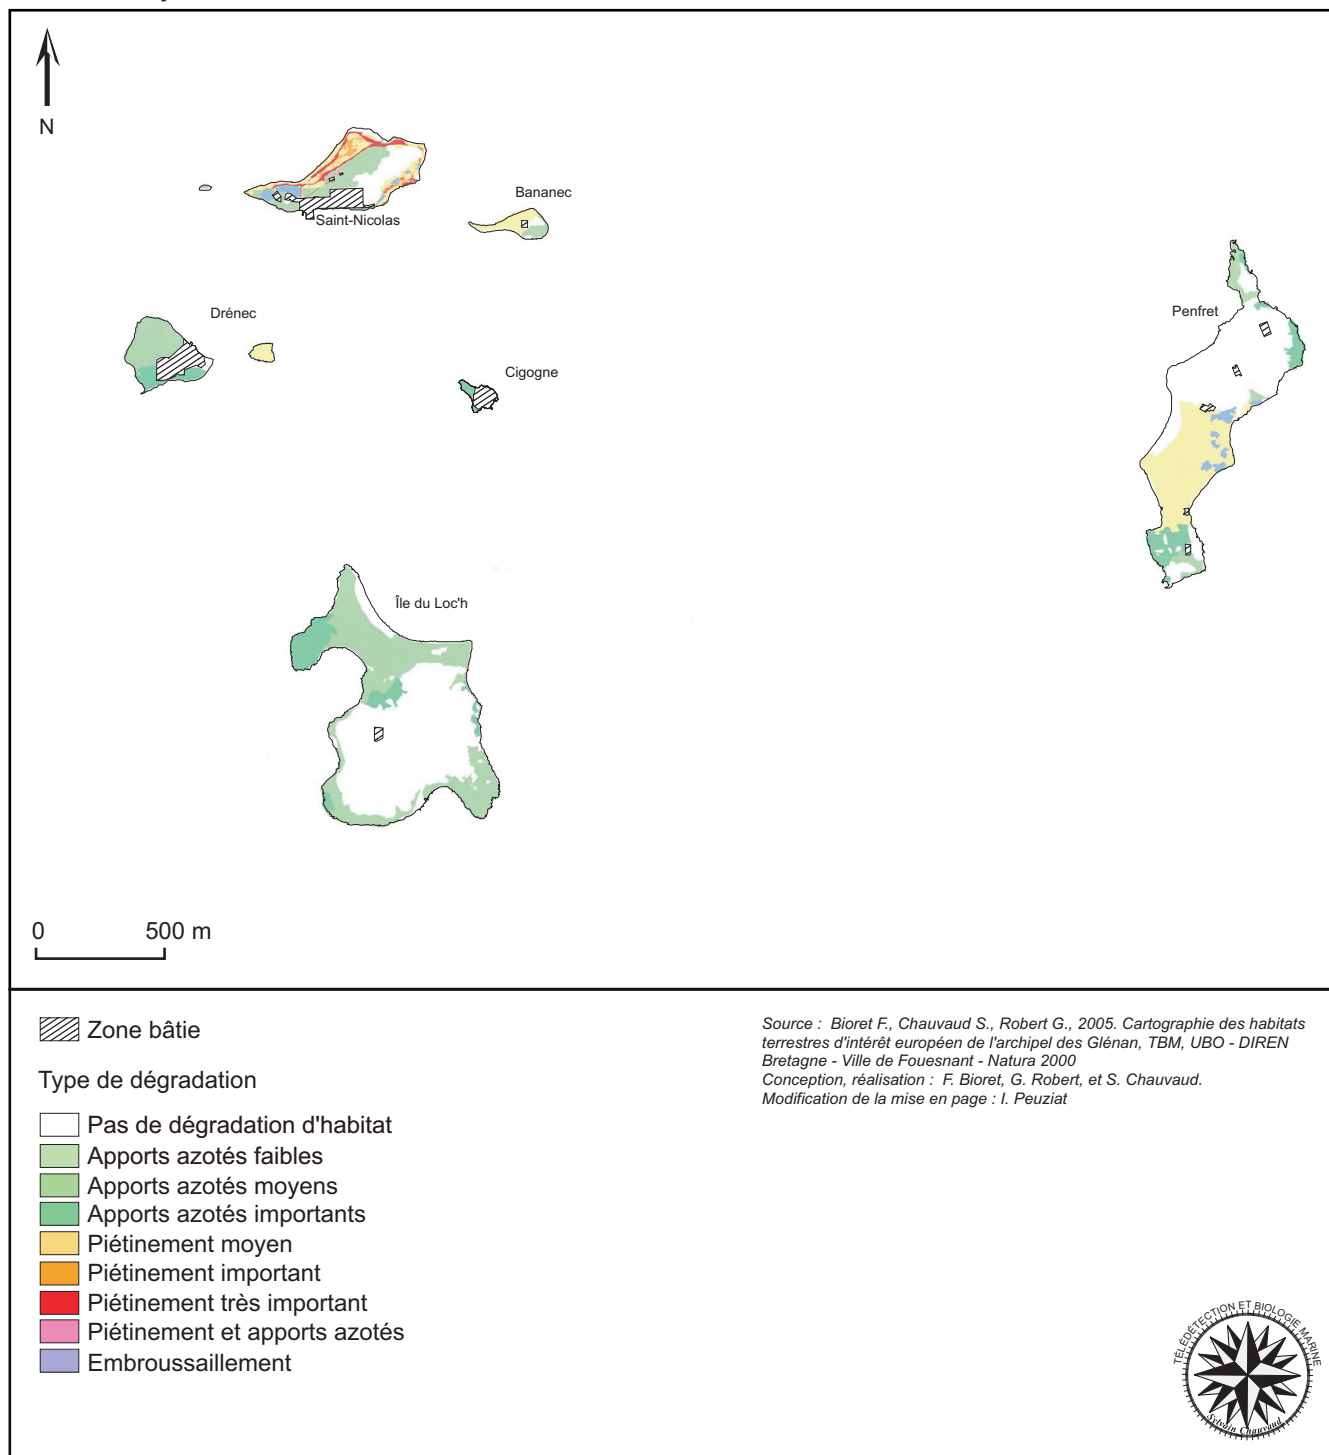 N
Saint-Nicolas
Bananec
Drénec
Penfret
Cigogne
Île du Loc'h
0 500 m
Zone bâtie
Type de dégradation
Pas de dégradation d'habitat
Apports azotés faibles
Apports azotés moyens
Apports azotés importants
Piétinement moyen
Piétinement important
Piétinement très important
Piétinement et apports azotés
Embroussaillement
Source : Bioret F., Chauvaud S., Robert G., 2005. Cartographie des habitats
terrestres d'intérêt européen de l'archipel des Glénan, TBM, UBO - DIREN
Bretagne - Ville de Fouesnant - Natura 2000
Conception, réalisation : F. Bioret, G. Robert, et S. Chauvaud.
Modification de la mise en page : I. Peuziat
TÉLÉDÉTECTION ET BIOLOGIE MARINE
Sylvain Chauvaud